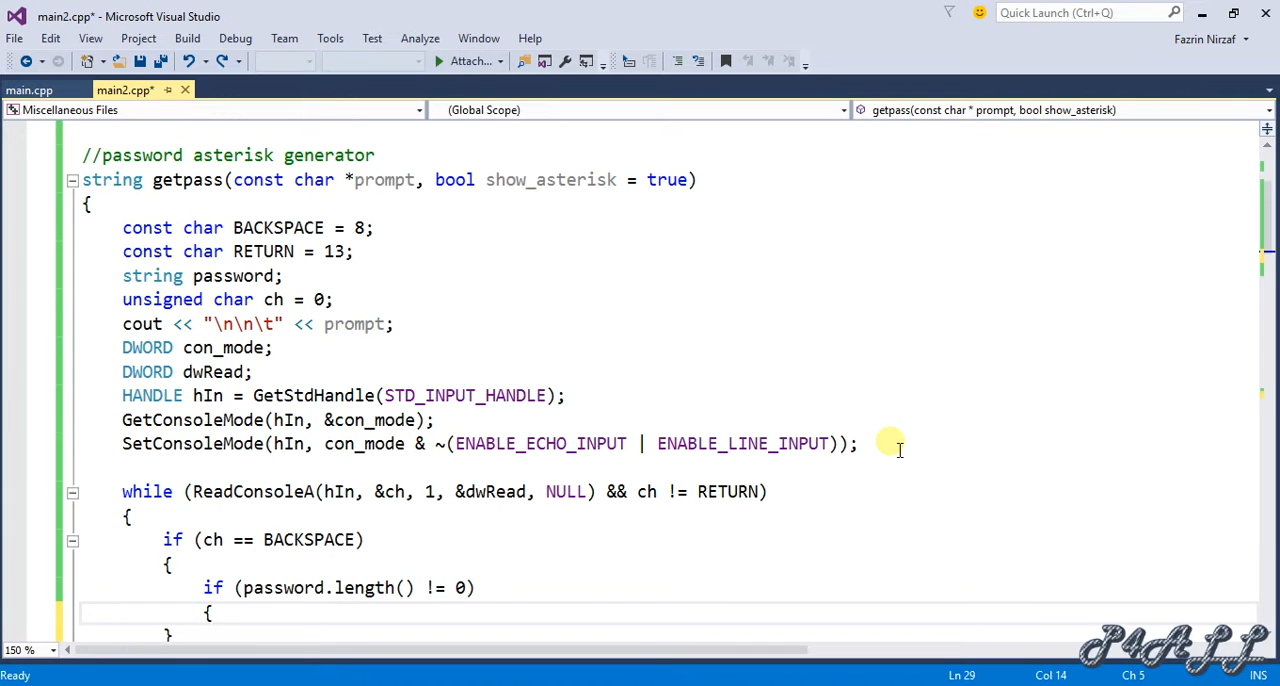 main2.cpp* - Microsoft Visual Studio
Quick Launch (Ctrl+Q)
File Edit View Project Build Debug Team Tools Test Analyze Window Help
Fazrin Nirzaf
Attach...
main.cpp main2.cpp*
Miscellaneous Files (Global Scope) getpass(const char * prompt, bool show_asterisk)
//password asterisk generator
string getpass(const char *prompt, bool show_asterisk = true)
{
const char BACKSPACE = 8;
const char RETURN = 13;
string password;
unsigned char ch = 0;
cout << "\n\n\t" << prompt;
DWORD con_mode;
DWORD dwRead;
HANDLE hIn = GetStdHandle(STD_INPUT_HANDLE);
GetConsoleMode(hIn, &con_mode);
SetConsoleMode(hIn, con_mode & ~(ENABLE_ECHO_INPUT | ENABLE_LINE_INPUT));
while (ReadConsoleA(hIn, &ch, 1, &dwRead, NULL) && ch != RETURN)
{
if (ch == BACKSPACE)
{
if (password.length() != 0)
{
}
150 %
P4ALL
Ready Ln 29 Col 14 Ch 5 INS